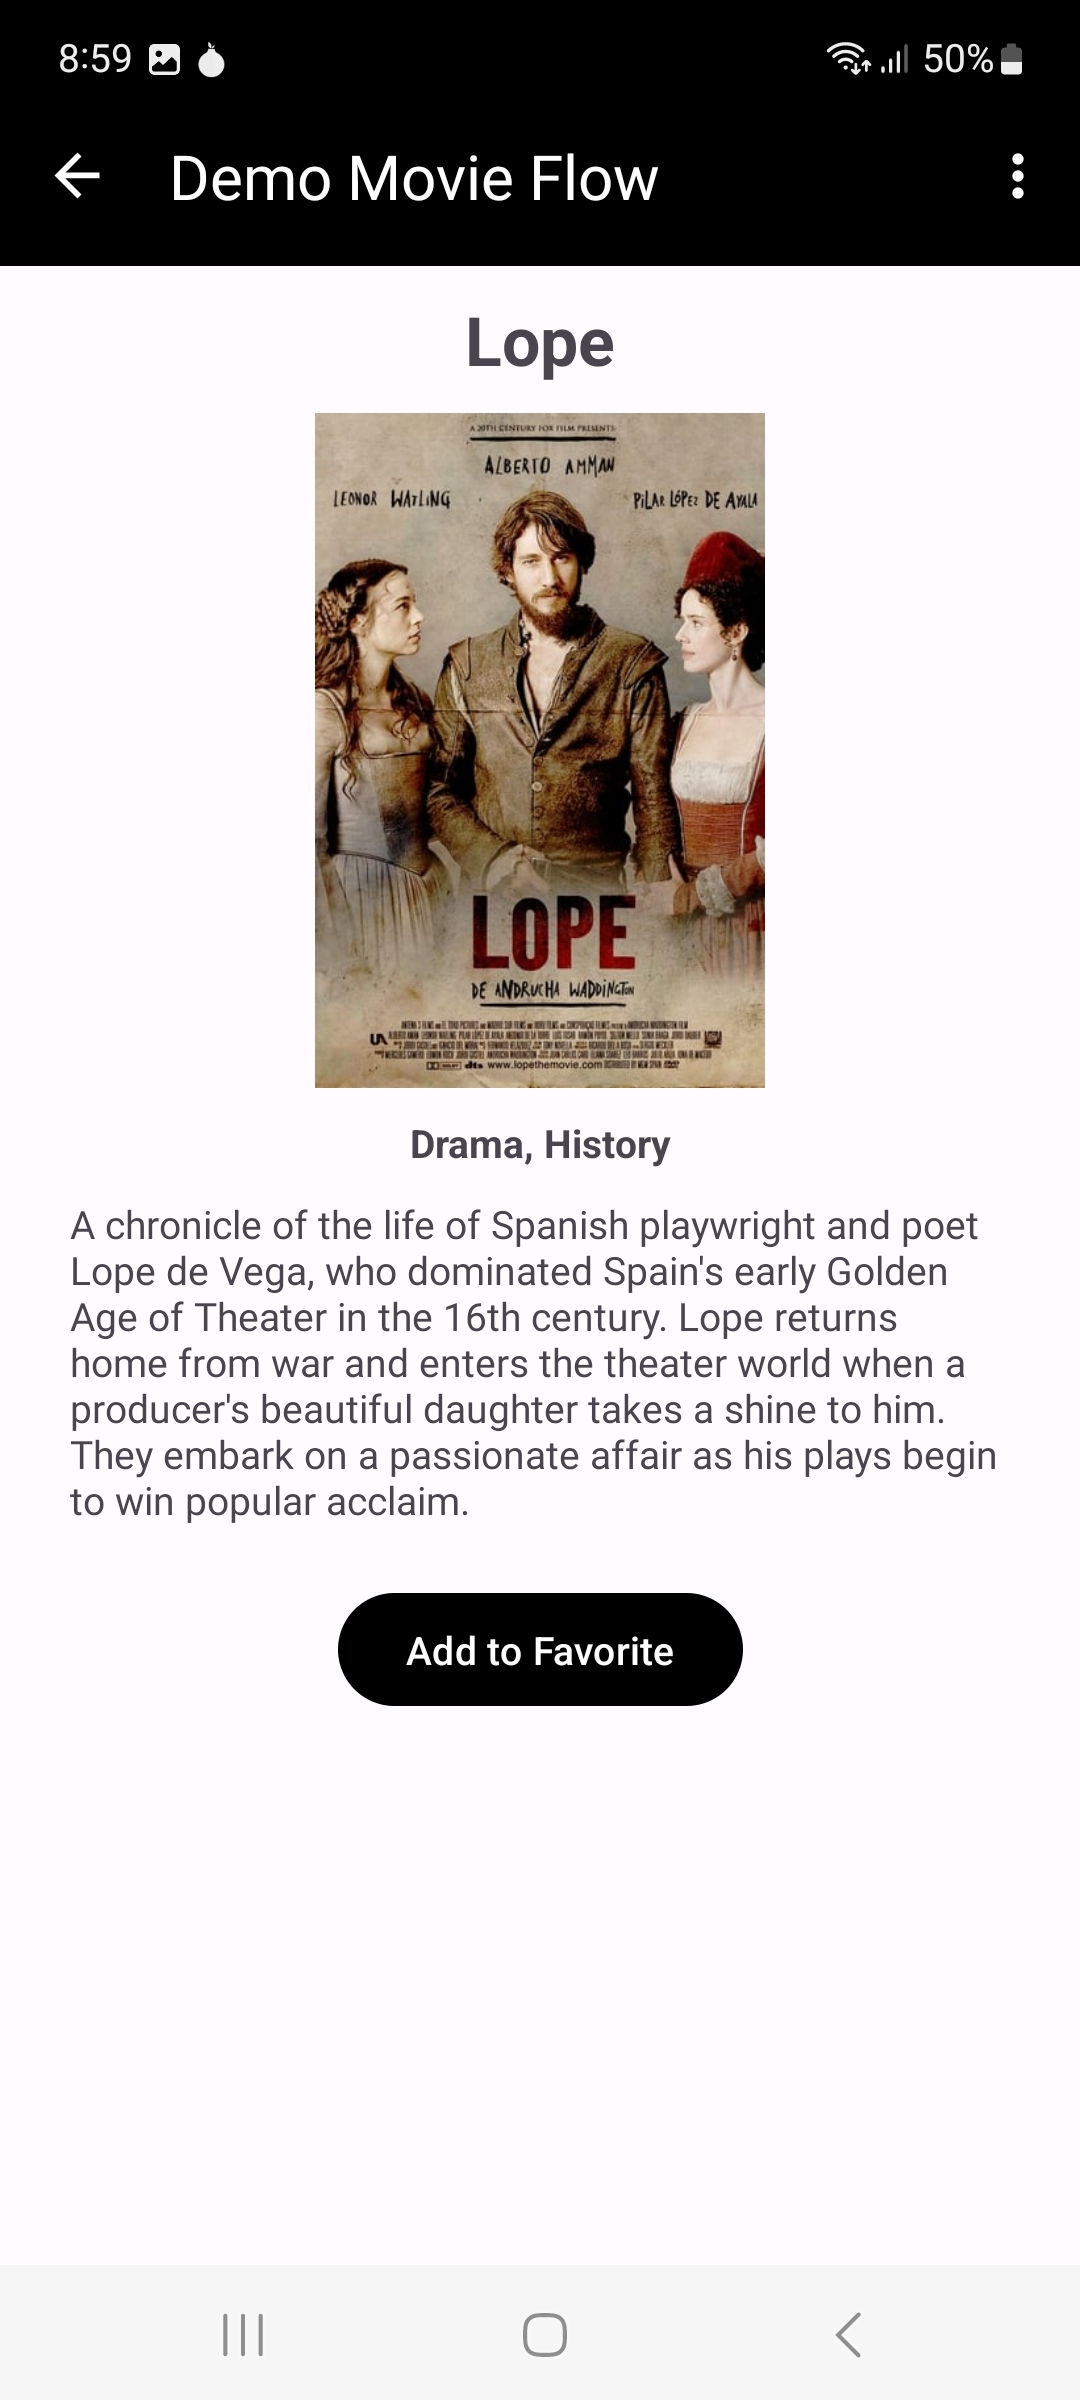 8:59
50%
Demo Movie Flow
Lope
A 20TH CENTURY FOX FILM PRESENTS
ALBERTO AMMAN
LEONOR WATLING
PILAR LÓPEZ DE AYALA
LOPE
DE ANDRUCHA WADDINGTON
dts www.lopethemovie.com
Drama, History
A chronicle of the life of Spanish playwright and poet
Lope de Vega, who dominated Spain's early Golden
Age of Theater in the 16th century. Lope returns
home from war and enters the theater world when a
producer's beautiful daughter takes a shine to him.
They embark on a passionate affair as his plays begin
to win popular acclaim.
Add to Favorite